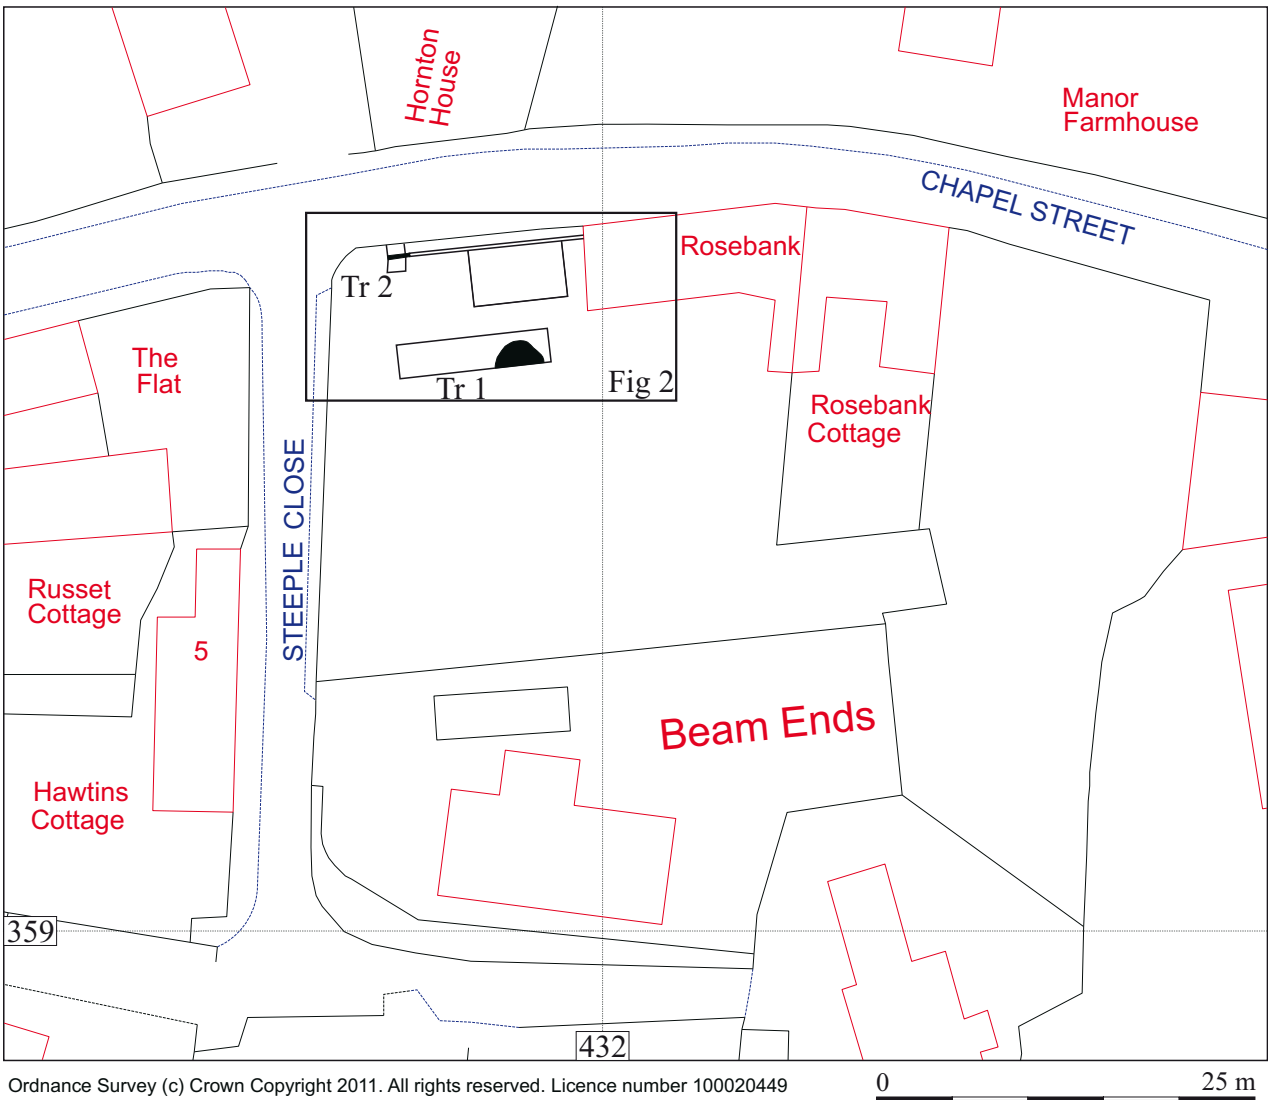 Hornton
House
Manor
Farmhouse
CHAPEL STREET
Rosebank
Tr 2
The
Flat
Tr 1
Fig 2
Rosebank
Cottage
STEEPLE CLOSE
Russet
Cottage
5
Beam Ends
Hawtins
Cottage
359
432
Ordnance Survey (c) Crown Copyright 2011. All rights reserved. Licence number 100020449
0
25 m